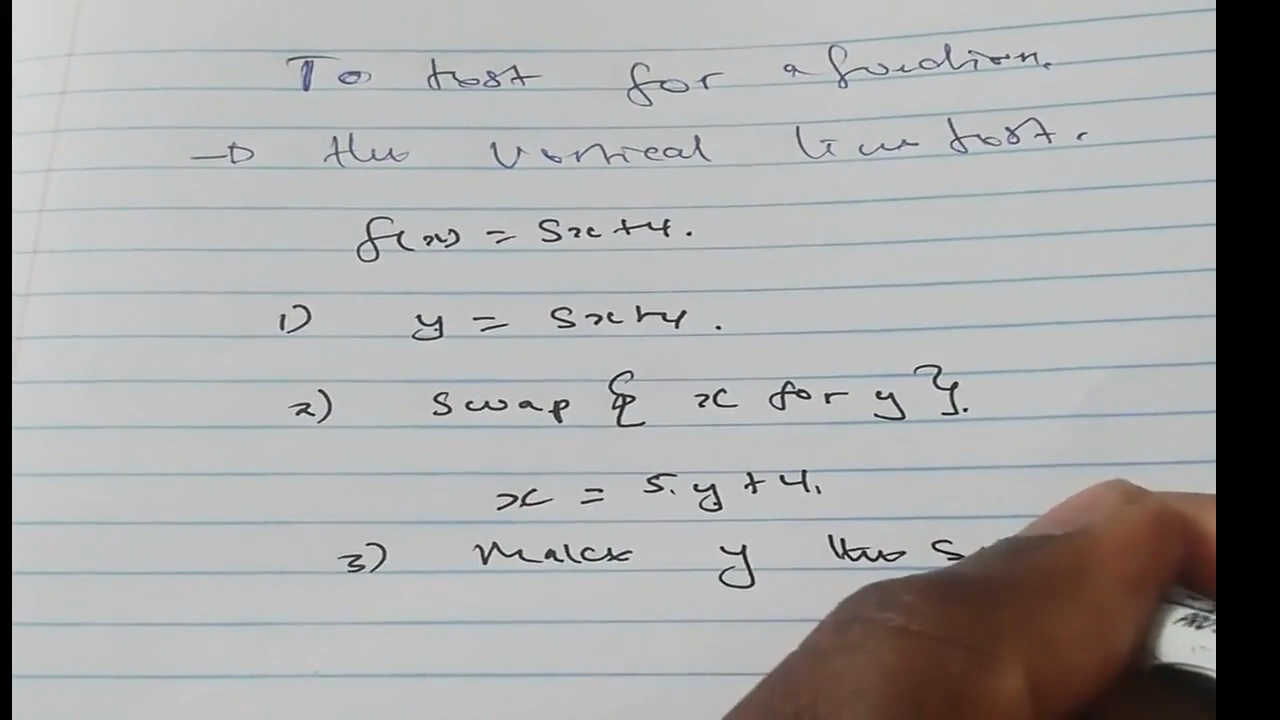 To test for a function.
→ the vertical line test.
f(x) = 5x+4.
1) y = 5x+4.
2) swap { x for y }.
x = 5.y + 4.
3) Make y the s